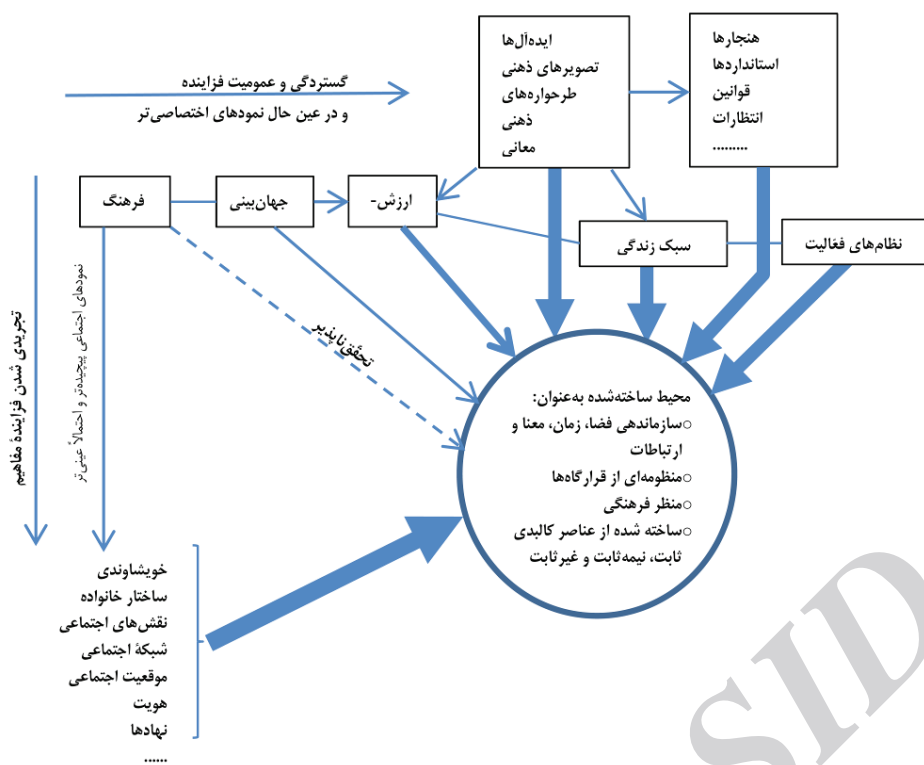 ایده‌آل‌ها
تصویرهای ذهنی
طرحواره‌های
ذهنی
معانی
هنجارها
استانداردها
قوانین
انتظارات
.........
گستردگی و عمومیت فزاینده
و در عین حال نمودهای اختصاصی‌تر
فرهنگ
جهان‌بینی
ارزش-
سبک زندگی
نظام‌های فعالیت
تجریدی شدن فزایندهٔ مفاهیم
نمودهای اجتماعی پیچیده‌تر و احتمالاً عینی‌تر
تحقّق‌ناپذیر
محیط ساخته‌شده به‌عنوان:
○سازماندهی فضا، زمان، معنا و
ارتباطات
○منظومه‌ای از قرارگاه‌ها
○منظر فرهنگی
○ساخته شده از عناصر کالبدی
ثابت، نیمه‌ثابت و غیرثابت
خویشاوندی
ساختار خانواده
نقش‌های اجتماعی
شبکهٔ اجتماعی
موقعیت اجتماعی
هویت
نهادها
......
SID